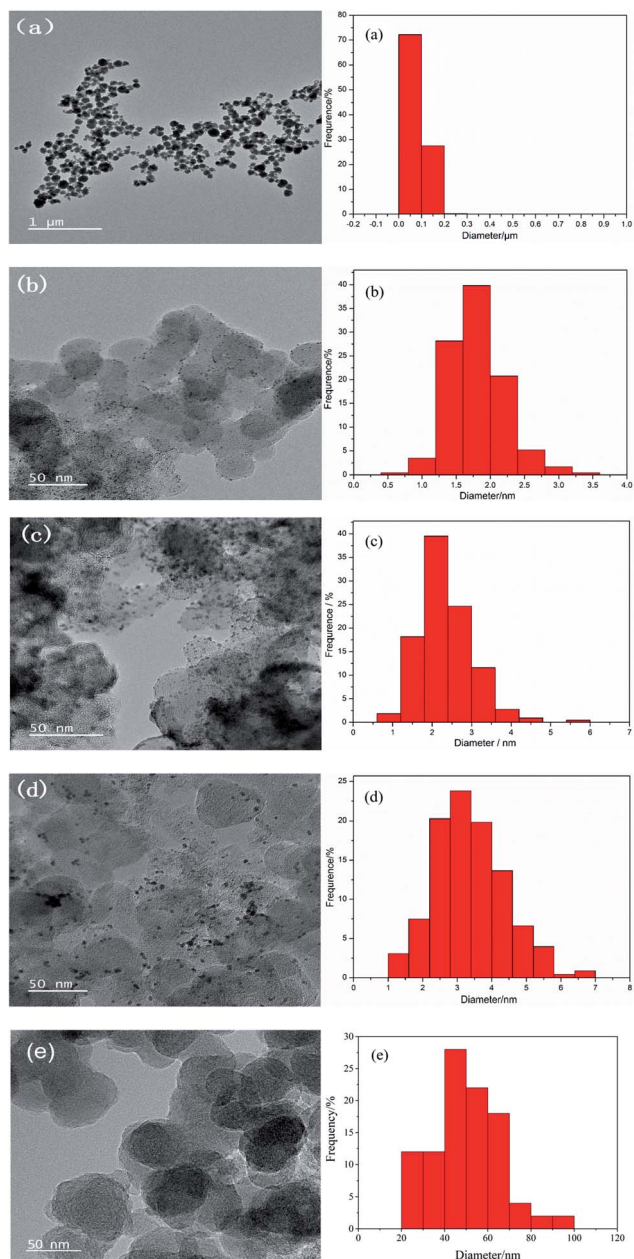 (a)
1 μm
(a)
Frequrence/%
80
70
60
50
40
30
20
10
0
-0.2 -0.1 0.0 0.1 0.2 0.3 0.4 0.5 0.6 0.7 0.8 0.9 1.0
Diameter/μm
(b)
50 nm
(b)
Frequrence/%
40
35
30
25
20
15
10
5
0
0.0 0.5 1.0 1.5 2.0 2.5 3.0 3.5 4.0
Diameter/nm
(c)
50 nm
(c)
Frequrence / %
40
35
30
25
20
15
10
5
0
0 1 2 3 4 5 6 7
Diameter / nm
(d)
50 nm
(d)
Frequrence/%
25
20
15
10
5
0
0 1 2 3 4 5 6 7 8
Diameter/nm
(e)
50 nm
(e)
Frequency/%
30
25
20
15
10
5
0
0 20 40 60 80 100 120
Diameter/nm